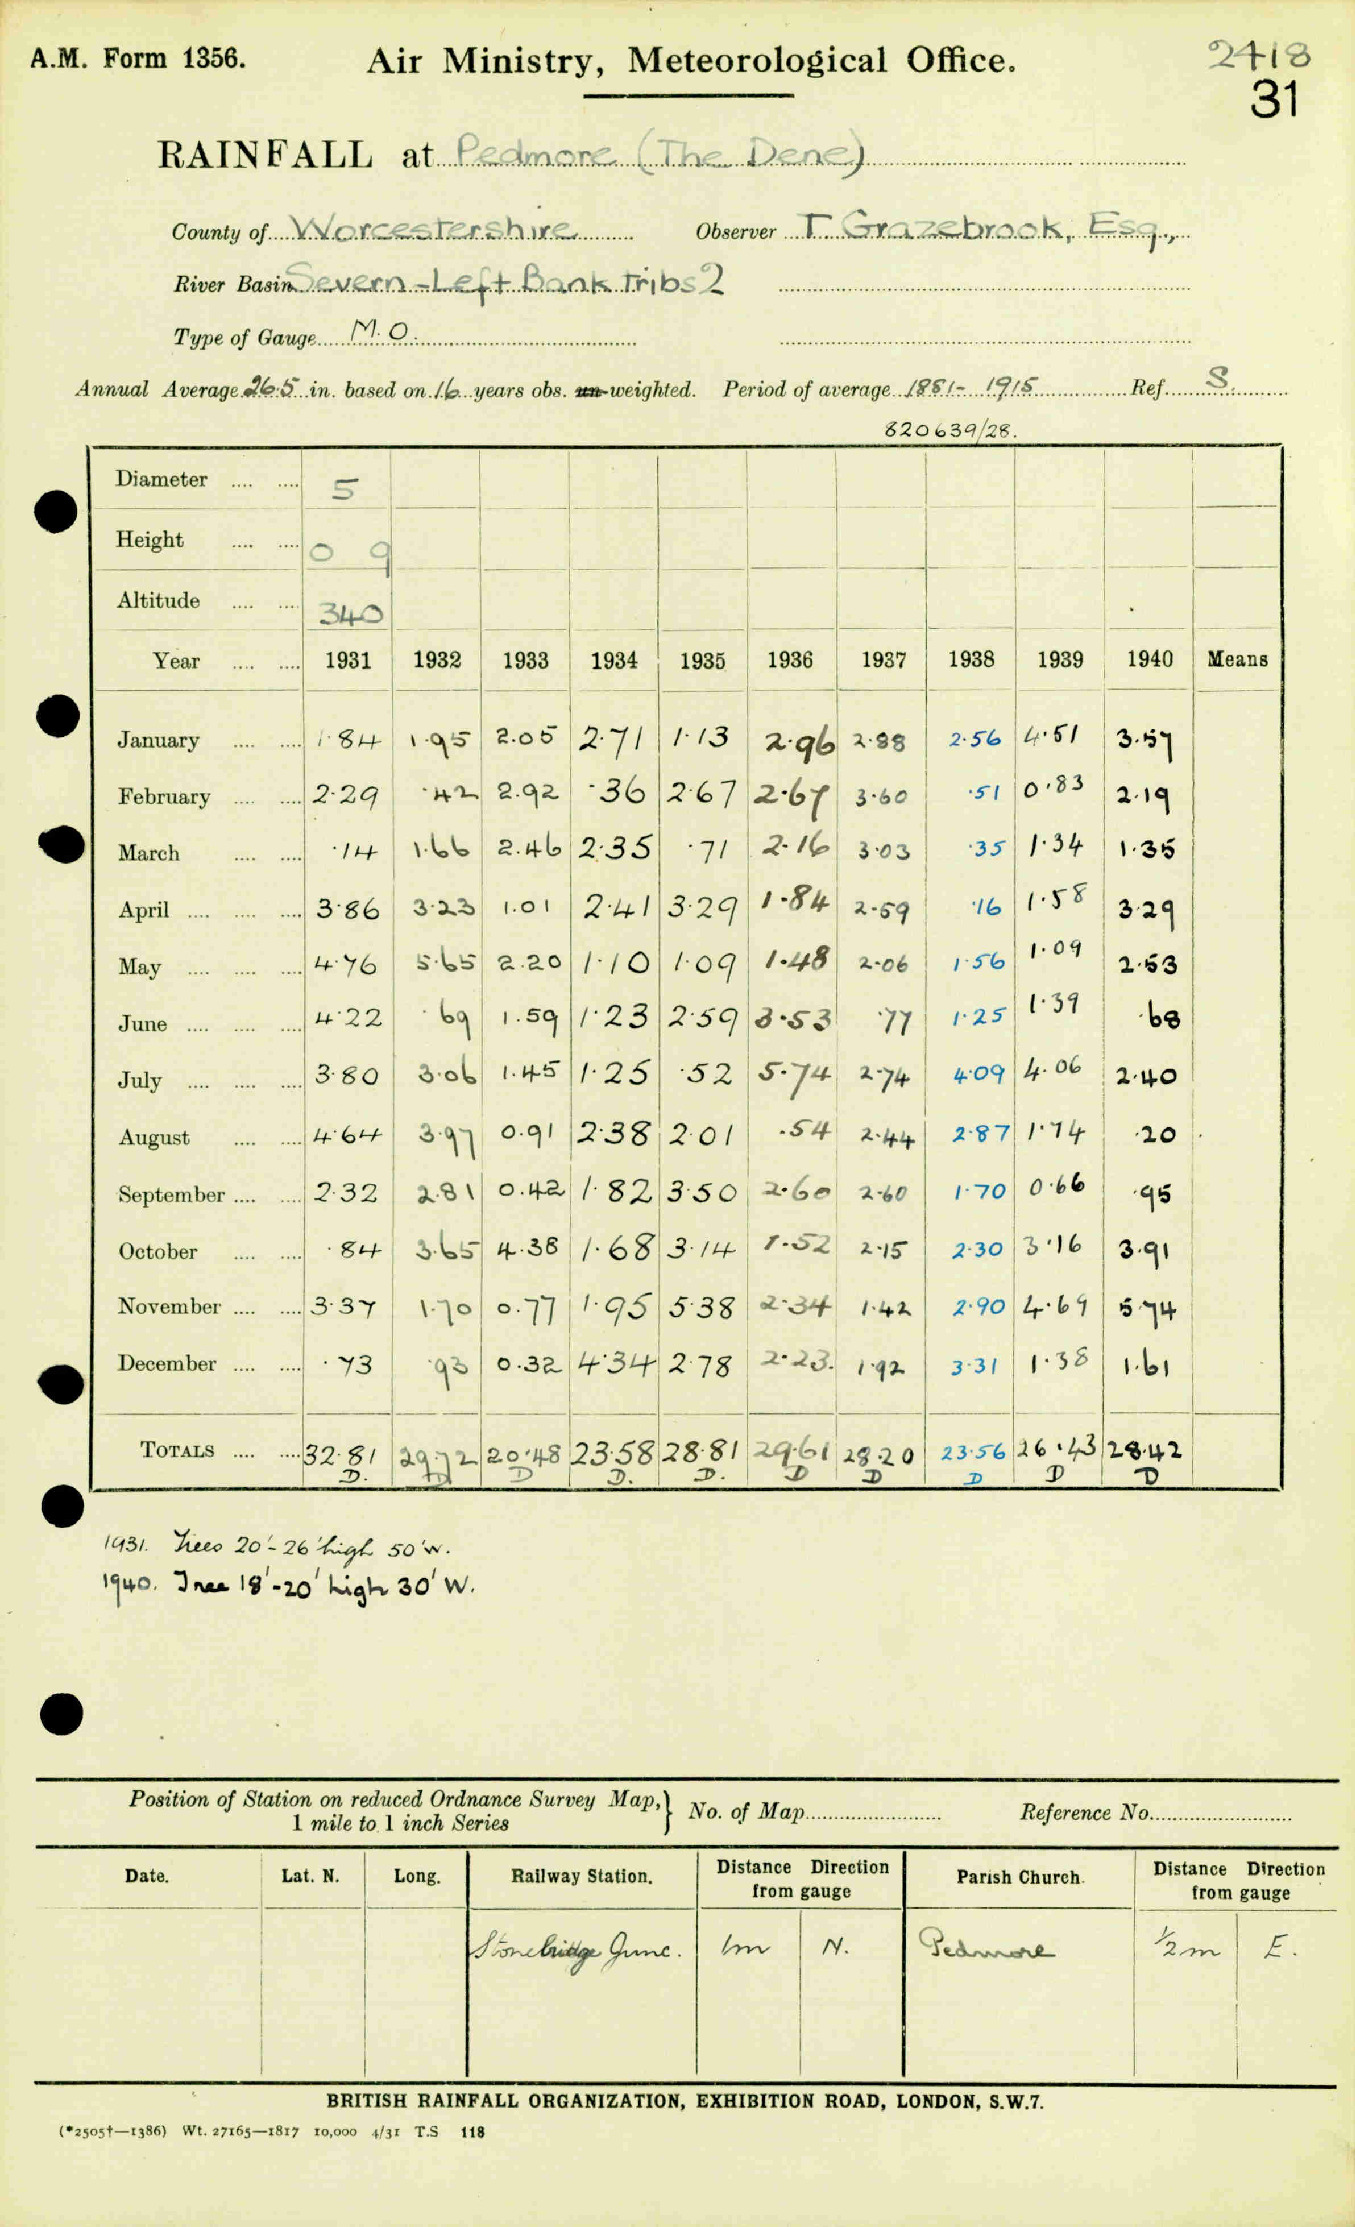 A.M. Form 1356. Air Ministry, Meteorological Office. 2418
31
RAINFALL at Pedmore (The Dene)
County of Worcestershire Observer T Grazebrook, Esq.,
River Basin Severn - Left Bank Tribs 2
Type of Gauge M.O.
Annual Average 26.5 in. based on 16 years obs. un-weighted. Period of average 1881-1915 Ref. S.
820639/28.
Diameter 5
Height 0 9
Altitude 340
Year 1931 1932 1933 1934 1935 1936 1937 1938 1939 1940 Means
January 1.84 1.95 2.05 2.71 1.13 2.96 2.88 2.56 4.51 3.57
February 2.29 .42 2.92 .36 2.67 2.67 3.60 .51 0.83 2.19
March .14 1.66 2.46 2.35 .71 2.16 3.03 .35 1.34 1.35
April 3.86 3.23 1.01 2.41 3.29 1.84 2.59 .16 1.58 3.29
May 4.76 5.65 2.20 1.10 1.09 1.48 2.06 1.56 1.09 2.53
June 4.22 .69 1.59 1.23 2.59 3.53 .77 1.25 1.39 .68
July 3.80 3.06 1.45 1.25 .52 5.74 2.74 4.09 4.06 2.40
August 4.64 3.97 0.91 2.38 2.01 .54 2.44 2.87 1.74 .20
September 2.32 2.81 0.42 1.82 3.50 2.60 2.60 1.70 0.66 .95
October .84 3.65 4.38 1.68 3.14 1.52 2.15 2.30 3.16 3.91
November 3.37 1.70 0.77 1.95 5.38 2.34 1.42 2.90 4.69 5.74
December .73 .93 0.32 4.34 2.78 2.23. 1.92 3.31 1.38 1.61
TOTALS 32.81 29.72 20.48 23.58 28.81 29.61 28.20 23.56 26.43 28.42
D. D D D. D. D D D D D
1931. Trees 20'-26' high 50' W.
1940. Tree 18'-20' high 30' W.
Position of Station on reduced Ordnance Survey Map,} No. of Map Reference No.
1 mile to 1 inch Series
Date. Lat. N. Long. Railway Station. Distance Direction from gauge Parish Church. Distance Direction from gauge
Stonebridge Junc. 1m N. Pedmore ½m E.
BRITISH RAINFALL ORGANIZATION, EXHIBITION ROAD, LONDON, S.W.7.
(*2505†—1386) Wt. 27165—1817 10,000 4/31 T.S 118